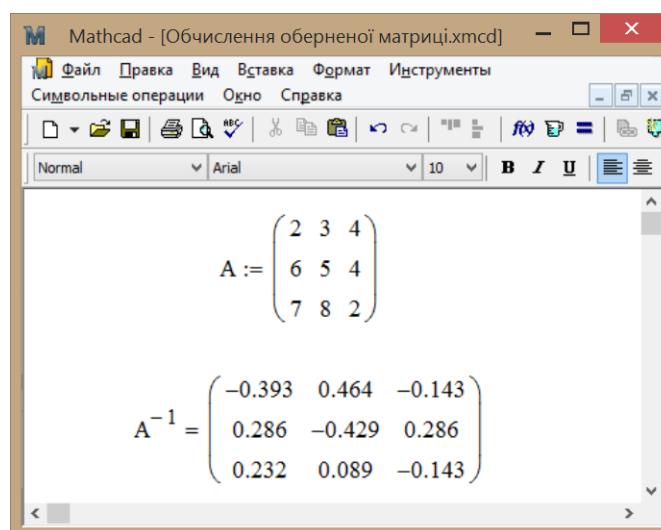 Mathcad - [Обчислення оберненої матриці.xmcd]
Файл Правка Вид Вставка Формат Инструменты
Символьные операции Окно Справка
Normal Arial 10 B I U
A := 
2 3 4
6 5 4
7 8 2
A^-1 =
-0.393 0.464 -0.143
0.286 -0.429 0.286
0.232 0.089 -0.143